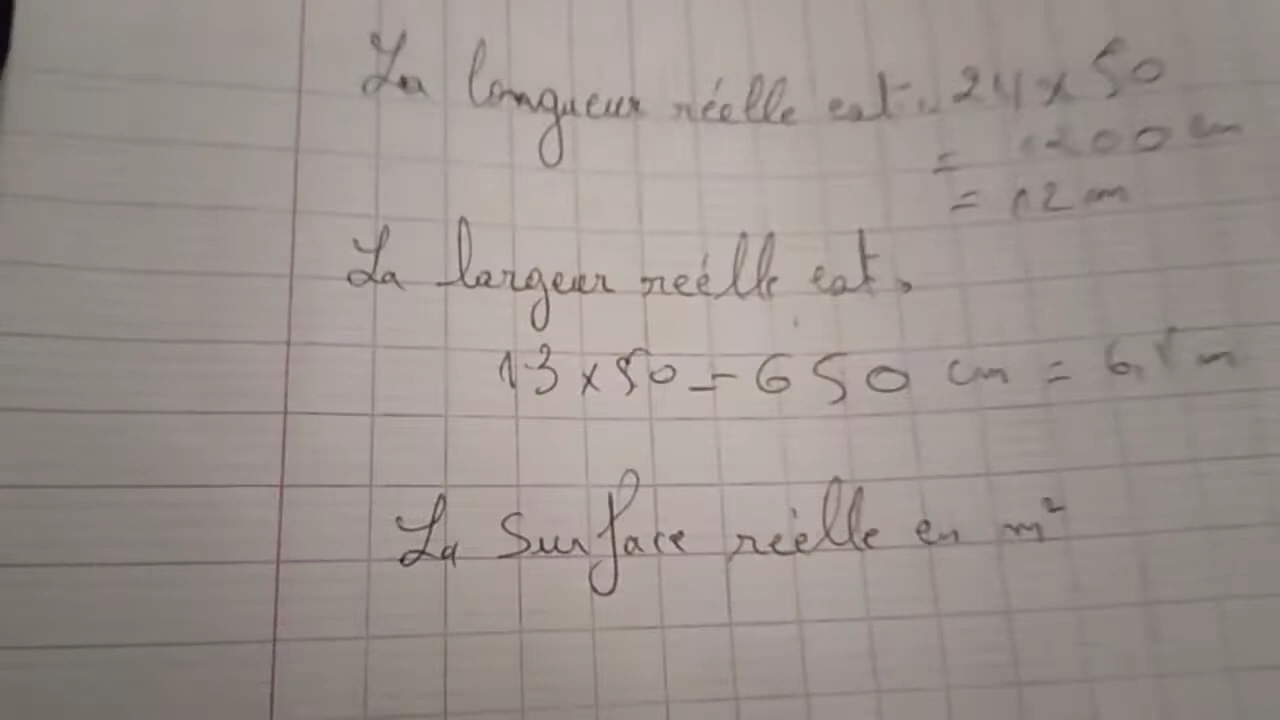 La longueur réelle est. 24 x 50
= 1200 cm
= 12 m
La largeur réelle est.
13 x 50 = 650 cm = 6,5 m
La Surface réelle en m²